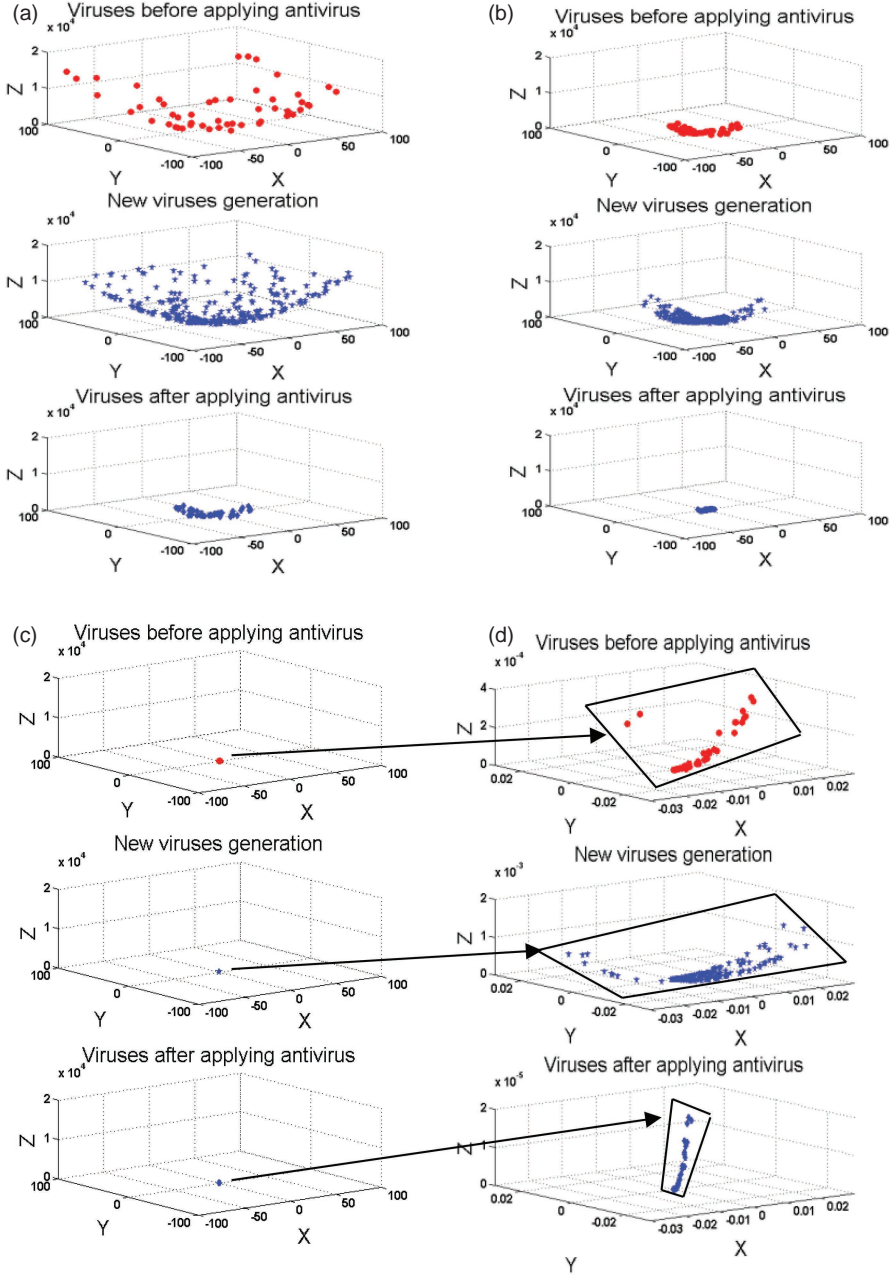 (a)
Viruses before applying antivirus
x 10^4
2
1
0
Z
100
0
-100
Y
-100
-50
0
50
100
X
New viruses generation
x 10^4
2
1
0
Z
100
0
-100
Y
-100
-50
0
50
100
X
Viruses after applying antivirus
x 10^4
2
1
0
Z
100
0
-100
Y
-100
-50
0
50
100
X
(b)
Viruses before applying antivirus
x 10^4
2
1
0
Z
100
0
-100
Y
-100
-50
0
50
100
X
New viruses generation
x 10^4
2
1
0
Z
100
0
-100
Y
-100
-50
0
50
100
X
Viruses after applying antivirus
x 10^4
2
1
0
Z
100
0
-100
Y
-100
-50
0
50
100
X
(c)
Viruses before applying antivirus
x 10^4
2
1
0
Z
100
0
-100
Y
-100
-50
0
50
100
X
New viruses generation
x 10^4
2
1
0
Z
100
0
-100
Y
-100
-50
0
50
100
X
Viruses after applying antivirus
x 10^4
2
1
0
Z
100
0
-100
Y
-100
-50
0
50
100
X
(d)
Viruses before applying antivirus
x 10^-4
4
2
0
Z
0.02
0
-0.02
Y
-0.03
-0.02
-0.01
0
0.01
0.02
X
New viruses generation
x 10^-3
2
1
0
Z
0.02
0
-0.02
Y
-0.03
-0.02
-0.01
0
0.01
0.02
X
Viruses after applying antivirus
x 10^-5
2
1
0
Z
0.02
0
-0.02
Y
-0.03
-0.02
-0.01
0
0.01
0.02
X